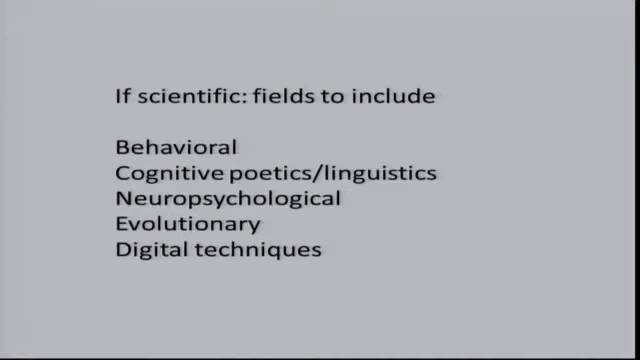 If scientific: fields to include
Behavioral
Cognitive poetics/linguistics
Neuropsychological
Evolutionary
Digital techniques